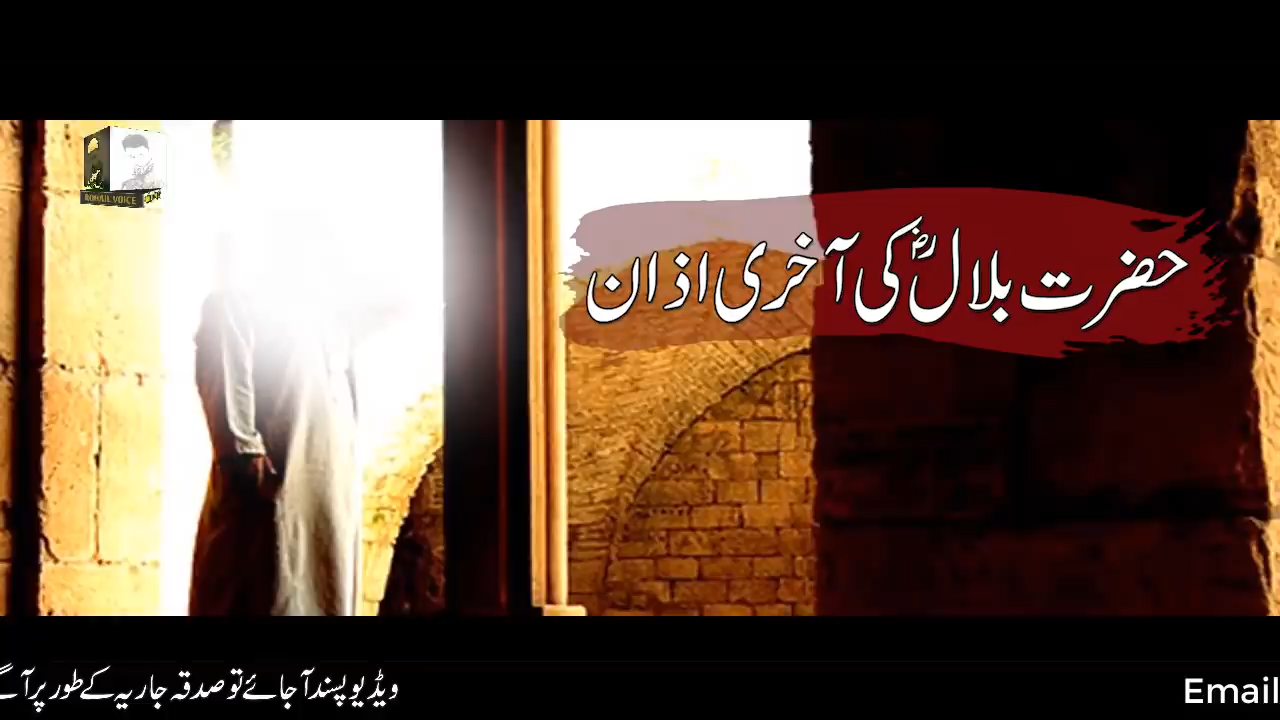 ROHAIL VOICE
حضرت بلالؓ کی آخری اذان
ویڈیو پسند آجائے تو صدقہ جاریہ کے طور پر آگے
Email